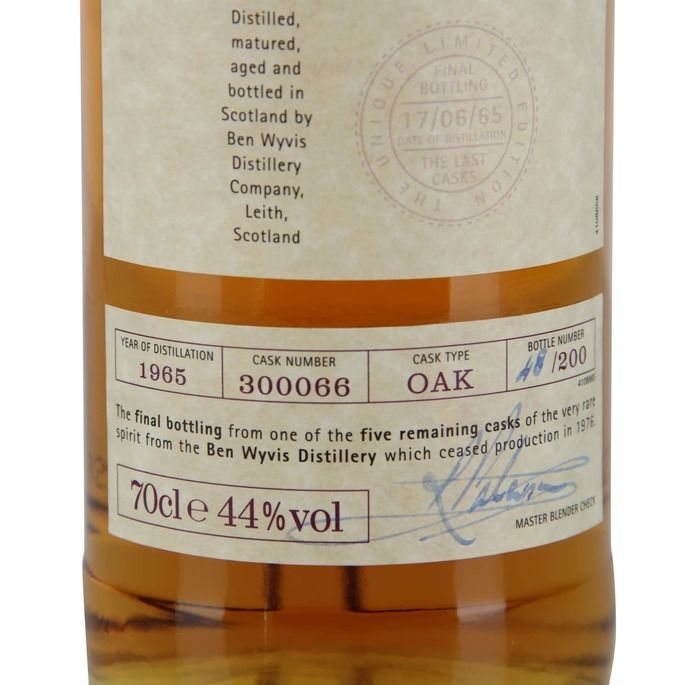 Distilled,
matured,
aged and
bottled in
Scotland by
Ben Wyvis
Distillery
Company,
Leith,
Scotland
THE UNIQUE LIMITED EDITION
FINAL
BOTTLING
17/06/65
DATE OF DISTILLATION
THE LAST
CASKS
YEAR OF DISTILLATION
1965
CASK NUMBER
300066
CASK TYPE
OAK
BOTTLE NUMBER
48/200
The final bottling from one of the five remaining casks of the very rare
spirit from the Ben Wyvis Distillery which ceased production in 1976.
70cl e 44%vol
MASTER BLENDER CHECK